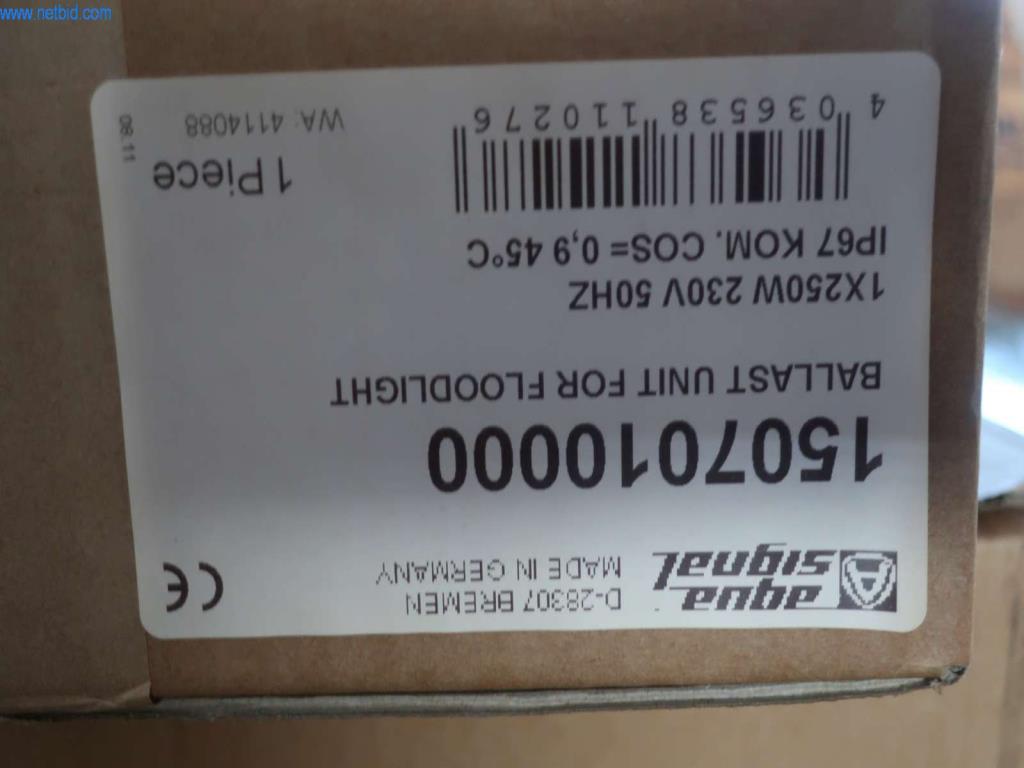 www.netbid.com
aqua
signal
D-28307 BREMEN
MADE IN GERMANY
CE
1507010000
BALLAST UNIT FOR FLOODLIGHT
1X250W 230V 50HZ
IP67 KOM. COS= 0,9 45°C
4 036538 110276
1 Piece
WA: 4114088
08.11